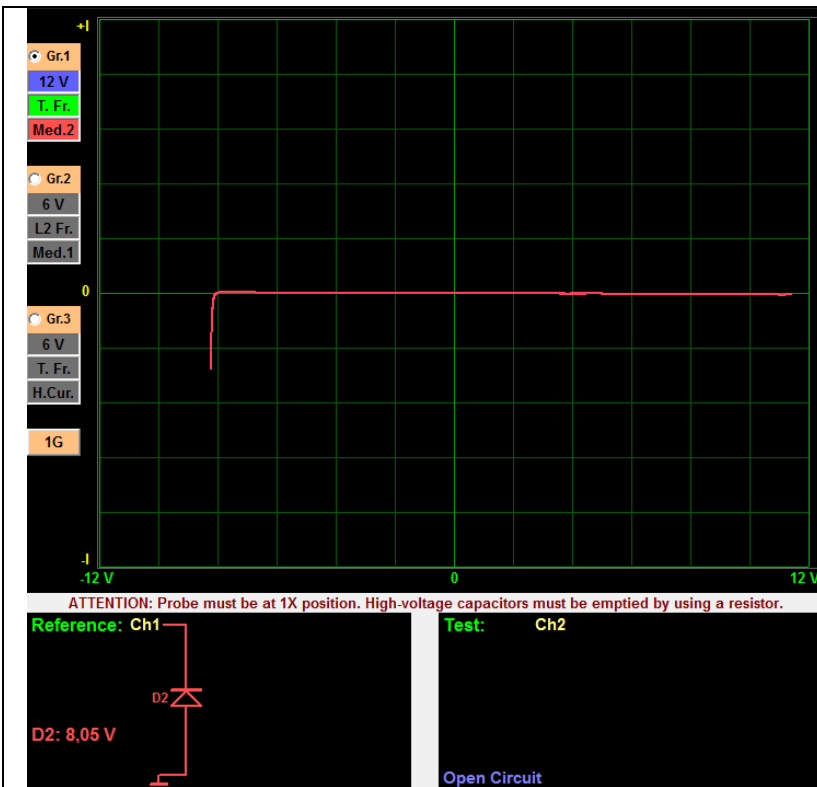 +I
Gr.1
12 V
T. Fr.
Med.2
Gr.2
6 V
L2 Fr.
Med.1
0
Gr.3
6 V
T. Fr.
H.Cur.
1G
-I
-12 V 0 12 V
ATTENTION: Probe must be at 1X position. High-voltage capacitors must be emptied by using a resistor.
Reference: Ch1
Test: Ch2
D2
D2: 8,05 V
Open Circuit